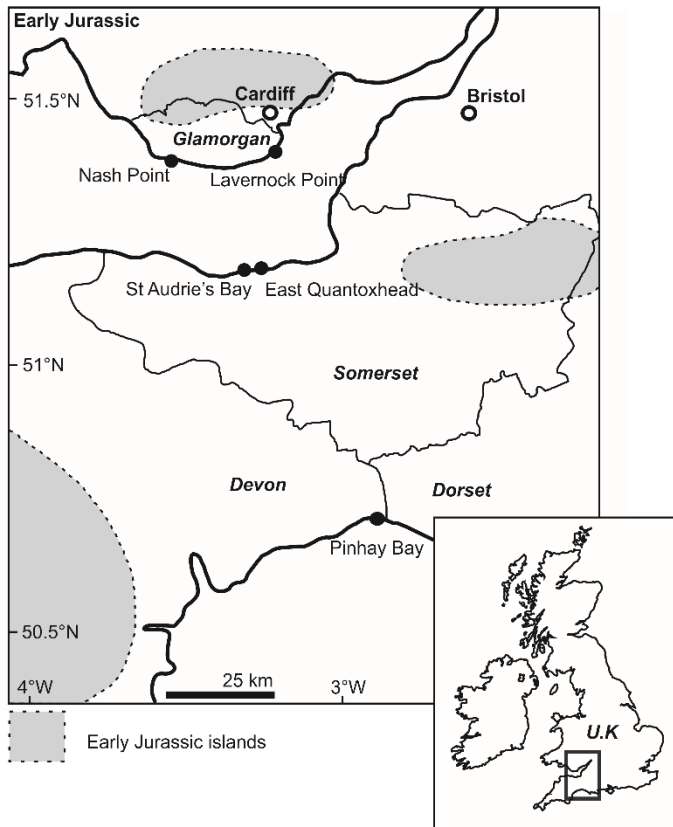 Early Jurassic
51.5°N
Cardiff
Bristol
Glamorgan
Nash Point
Lavernock Point
St Audrie's Bay
East Quantoxhead
51°N
Somerset
Devon
Dorset
Pinhay Bay
50.5°N
4°W
25 km
3°W
U.K
Early Jurassic islands